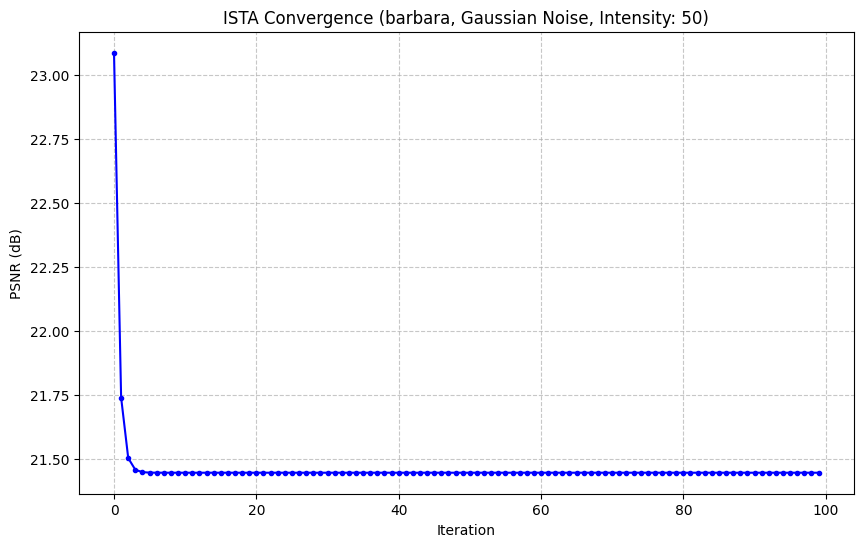 ISTA Convergence (barbara, Gaussian Noise, Intensity: 50)
PSNR (dB)
23.00
22.75
22.50
22.25
22.00
21.75
21.50
0 20 40 60 80 100
Iteration